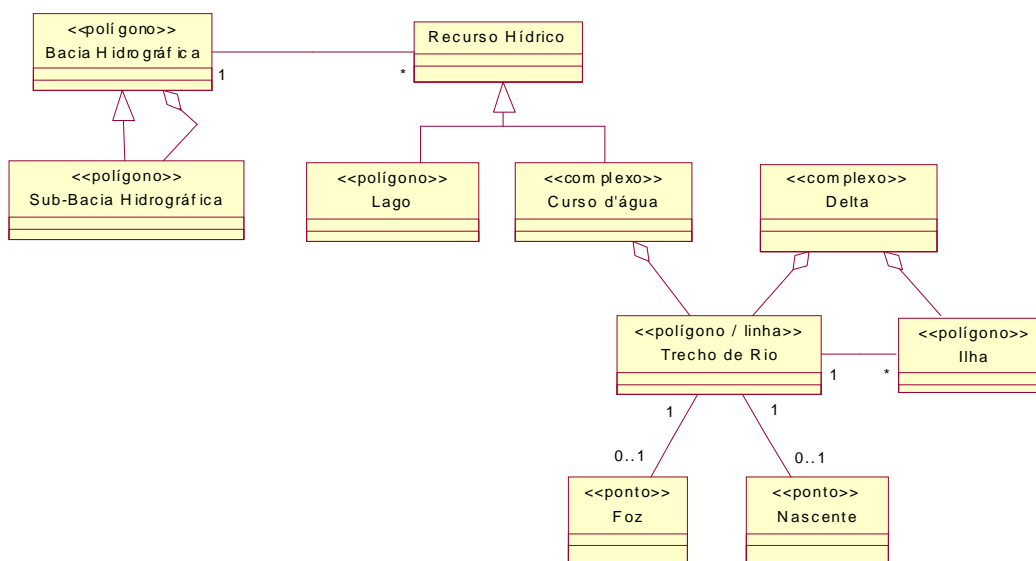 <<polígono>>
Bacia Hidrográfica
1
*
Recurso Hídrico
<<polígono>>
Sub-Bacia Hidrográfica
<<polígono>>
Lago
<<complexo>>
Curso d'água
<<complexo>>
Delta
<<polígono / linha>>
Trecho de Rio
1
*
<<polígono>>
Ilha
1
1
0..1
0..1
<<ponto>>
Foz
<<ponto>>
Nascente